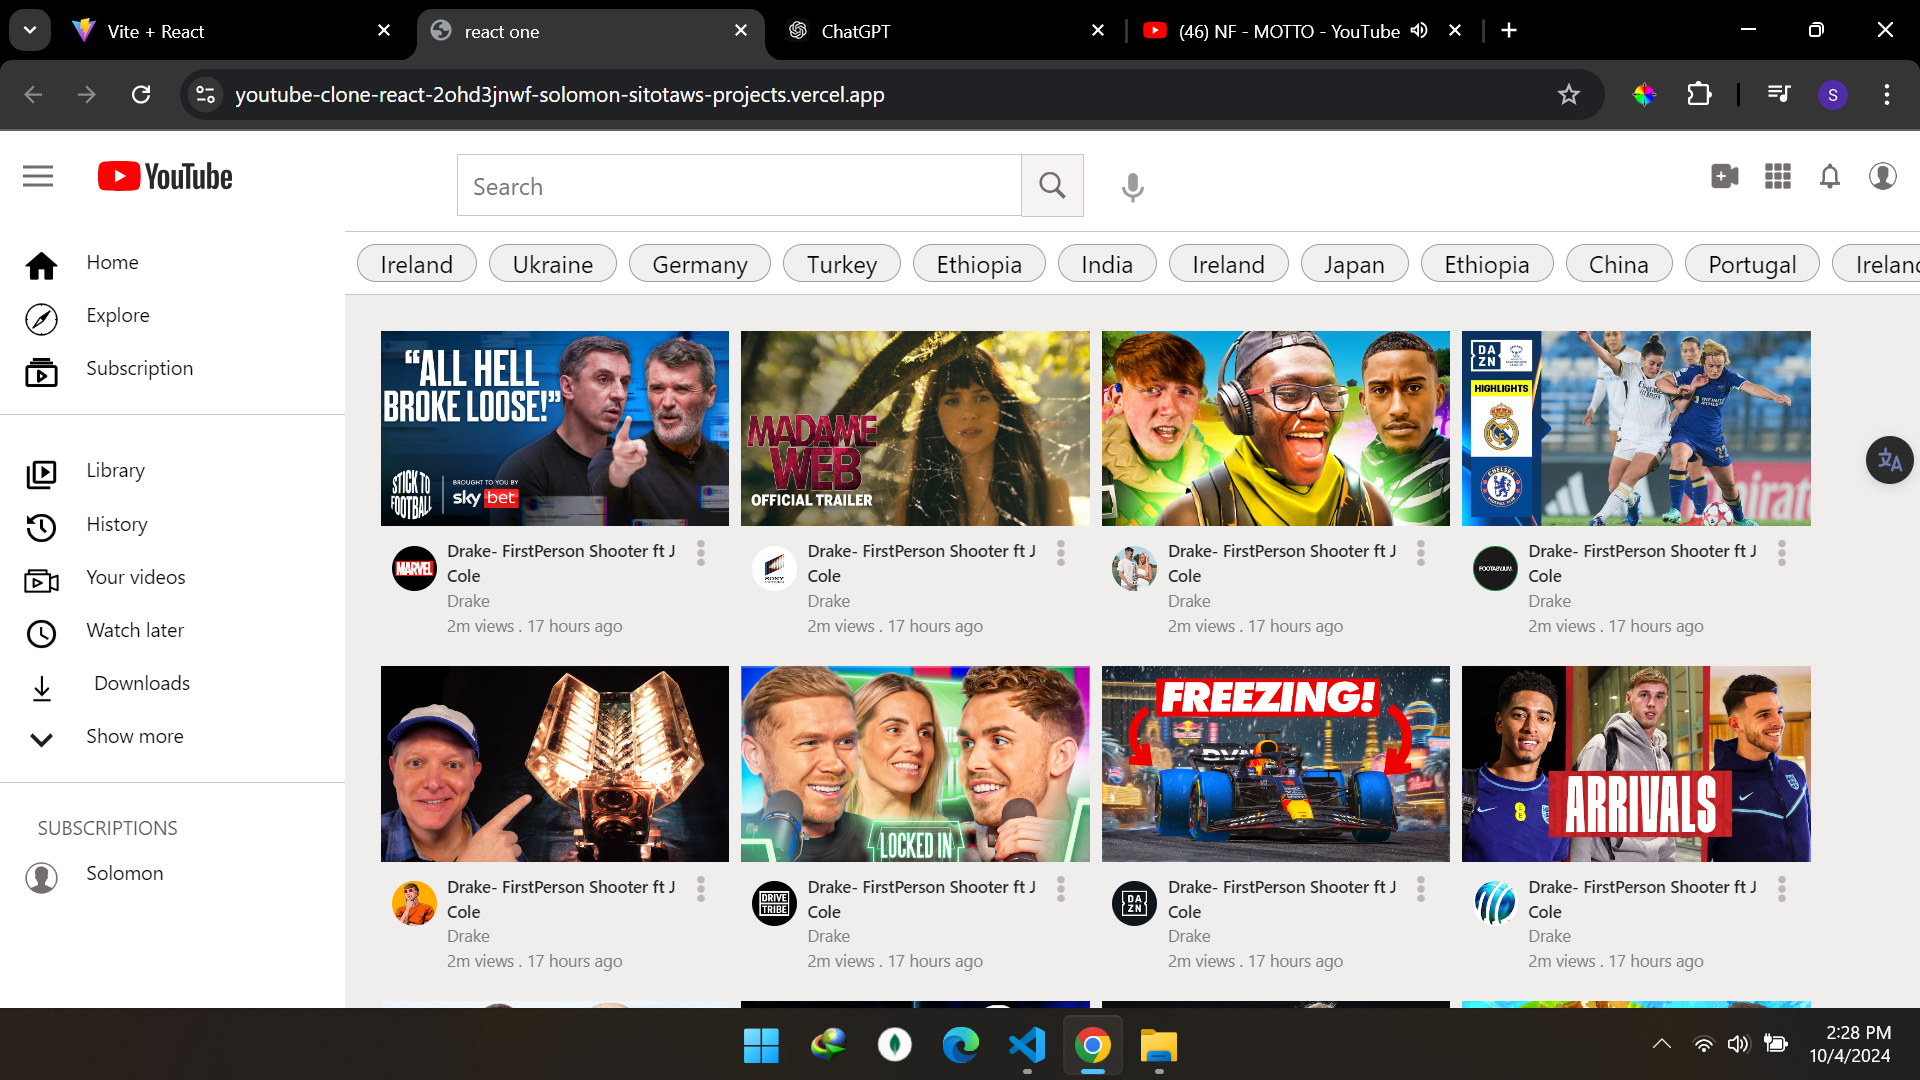 Vite + React
react one
ChatGPT
(46) NF - MOTTO - YouTube
youtube-clone-react-2ohd3jnwf-solomon-sitotaws-projects.vercel.app
S
YouTube
Search
Home
Explore
Subscription
Library
History
Your videos
Watch later
Downloads
Show more
SUBSCRIPTIONS
Solomon
Ireland
Ukraine
Germany
Turkey
Ethiopia
India
Ireland
Japan
Ethiopia
China
Portugal
Ireland
“ALL HELL
BROKE LOOSE!”
STICK TO
FOOTBALL
BROUGHT TO YOU BY
sky bet
MADAME
WEB
OFFICIAL TRAILER
DAZN
HIGHLIGHTS
MARVEL
Drake- FirstPerson Shooter ft J
Cole
Drake
2m views . 17 hours ago
SONY
Drake- FirstPerson Shooter ft J
Cole
Drake
2m views . 17 hours ago
Drake- FirstPerson Shooter ft J
Cole
Drake
2m views . 17 hours ago
Drake- FirstPerson Shooter ft J
Cole
Drake
2m views . 17 hours ago
LOCKED IN
FREEZING!
ARRIVALS
Drake- FirstPerson Shooter ft J
Cole
Drake
2m views . 17 hours ago
DRIVE
TRIBE
Drake- FirstPerson Shooter ft J
Cole
Drake
2m views . 17 hours ago
DA
ZN
Drake- FirstPerson Shooter ft J
Cole
Drake
2m views . 17 hours ago
Drake- FirstPerson Shooter ft J
Cole
Drake
2m views . 17 hours ago
2:28 PM
10/4/2024